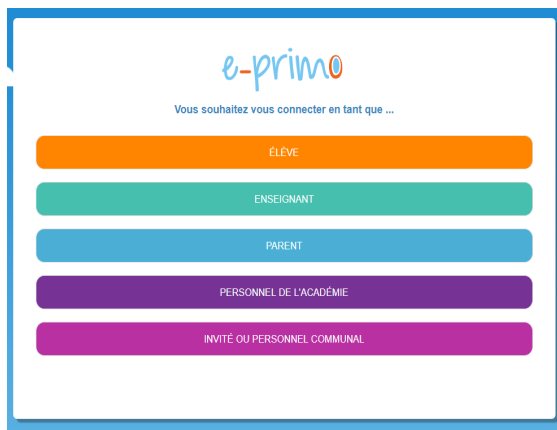 e-primo
Vous souhaitez vous connecter en tant que ...
ÉLÈVE
ENSEIGNANT
PARENT
PERSONNEL DE L'ACADÉMIE
INVITÉ OU PERSONNEL COMMUNAL